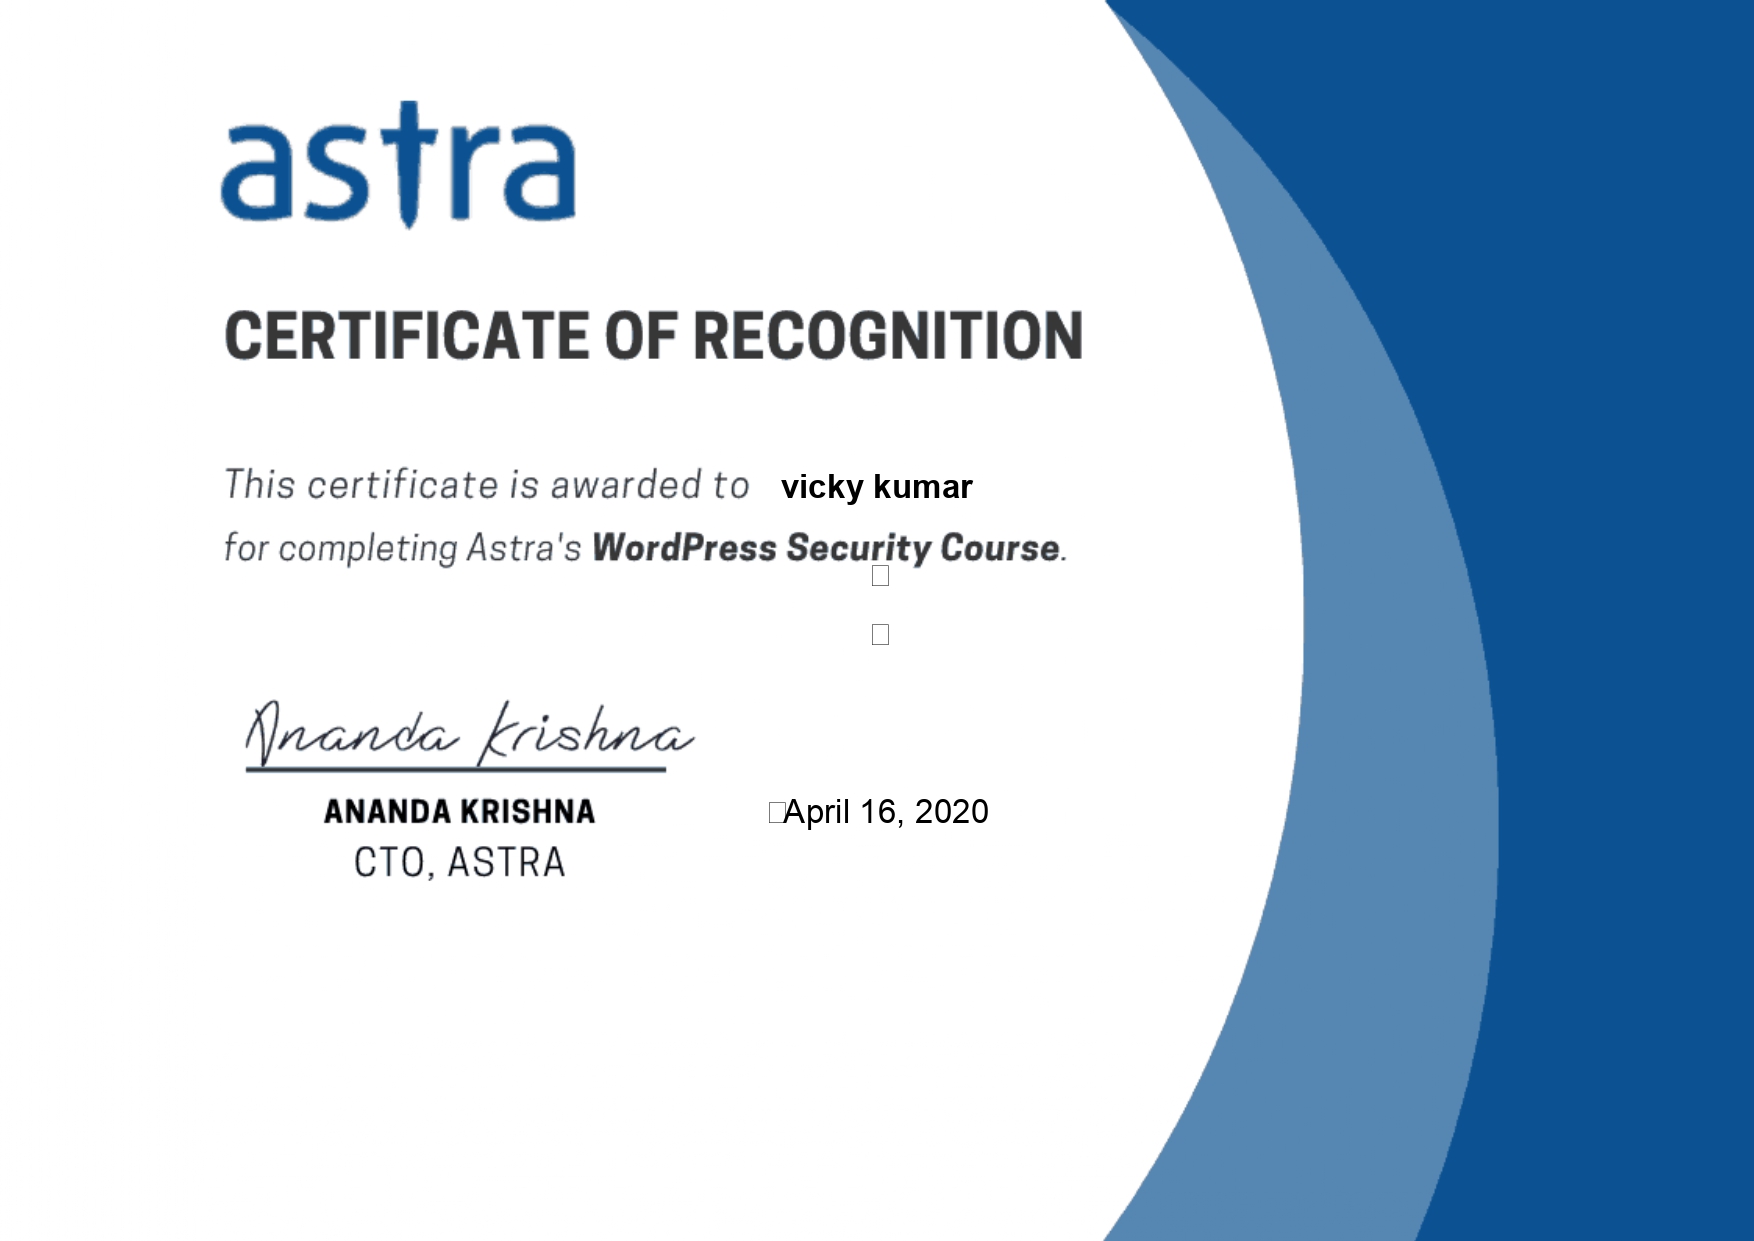 astra
CERTIFICATE OF RECOGNITION
This certificate is awarded to vicky kumar
for completing Astra's WordPress Security Course.
Ananda Krishna
ANANDA KRISHNA
April 16, 2020
CTO, ASTRA